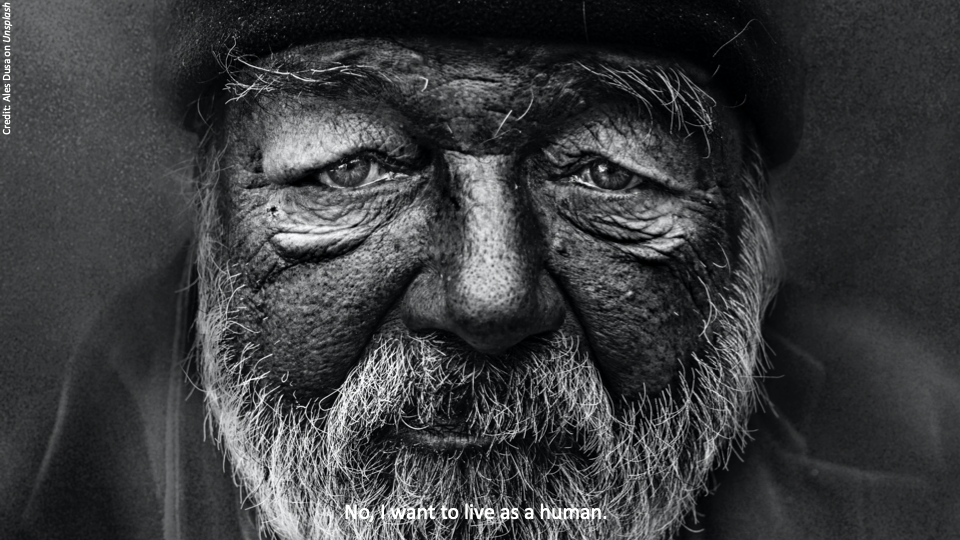 Credit: Ales Dusa on Unsplash
No, I want to live as a human.